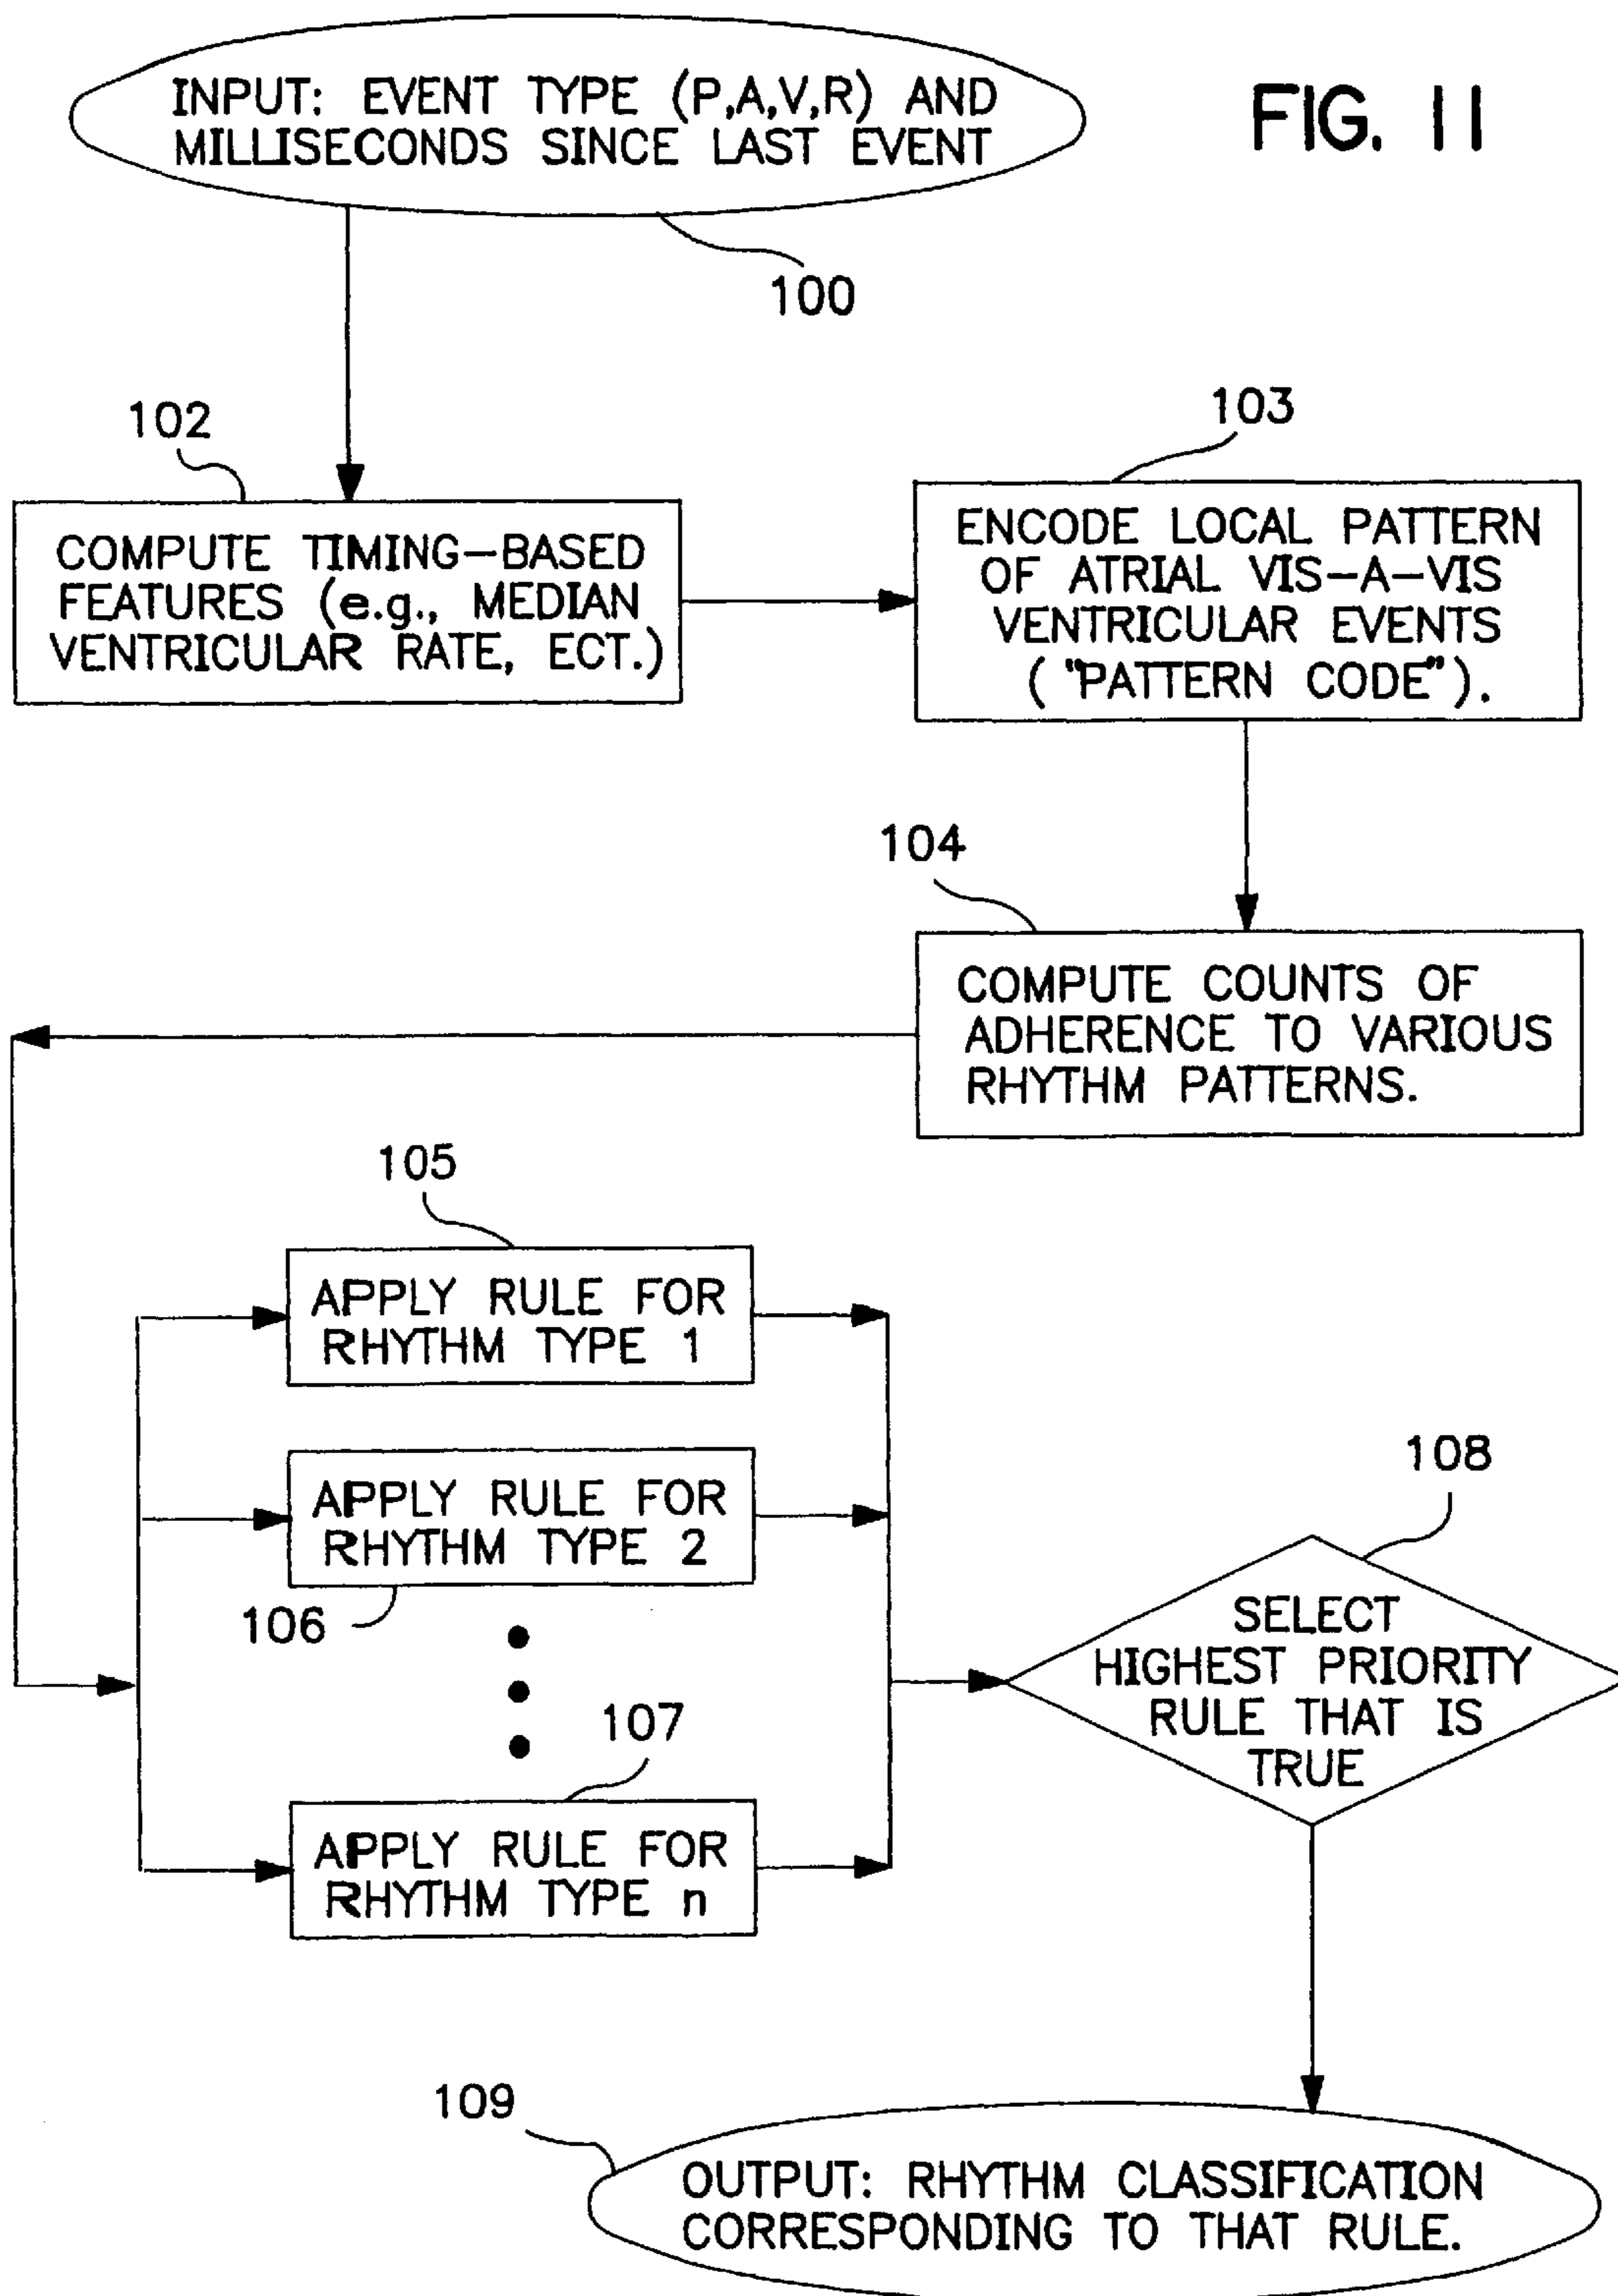 INPUT: EVENT TYPE (P,A,V,R) AND
MILLISECONDS SINCE LAST EVENT
FIG. 11
100
102
COMPUTE TIMING-BASED
FEATURES (e.g., MEDIAN
VENTRICULAR RATE, ECT.)
103
ENCODE LOCAL PATTERN
OF ATRIAL VIS-A-VIS
VENTRICULAR EVENTS
( "PATTERN CODE").
104
COMPUTE COUNTS OF
ADHERENCE TO VARIOUS
RHYTHM PATTERNS.
105
APPLY RULE FOR
RHYTHM TYPE 1
APPLY RULE FOR
RHYTHM TYPE 2
106
107
APPLY RULE FOR
RHYTHM TYPE n
108
SELECT
HIGHEST PRIORITY
RULE THAT IS
TRUE
109
OUTPUT: RHYTHM CLASSIFICATION
CORRESPONDING TO THAT RULE.